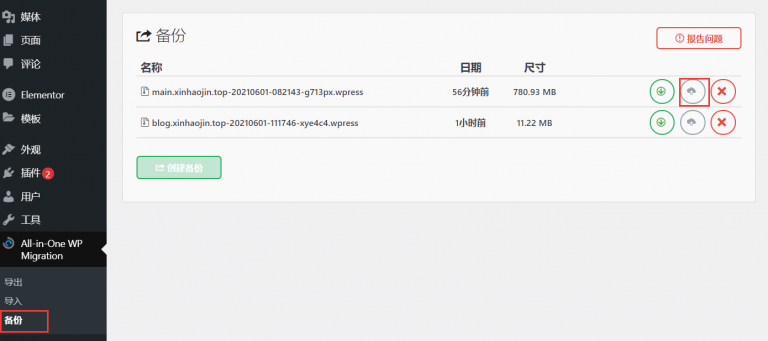 媒体
页面
评论
Elementor
模板
外观
插件 2
用户
工具
All-in-One WP
Migration
导出
导入
备份
备份
报告问题
名称 日期 尺寸
main.xinhaojin.top-20210601-082143-g713px.wpress 56分钟前 780.93 MB
blog.xinhaojin.top-20210601-111746-xye4c4.wpress 1小时前 11.22 MB
创建备份